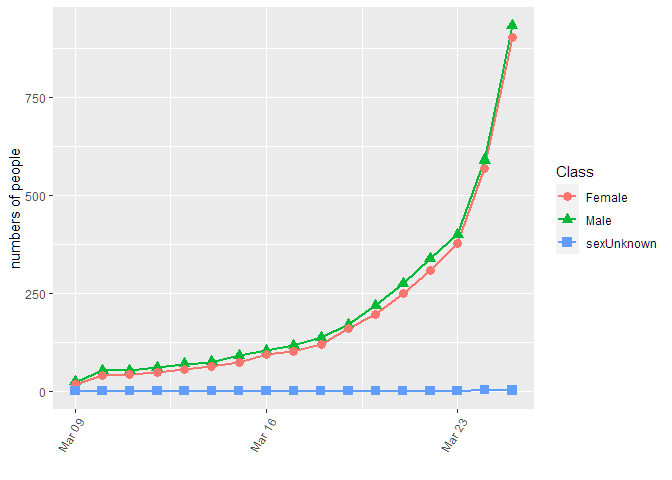 numbers of people
750
500
250
0
Mar 09
Mar 16
Mar 23
Class
Female
Male
sexUnknown